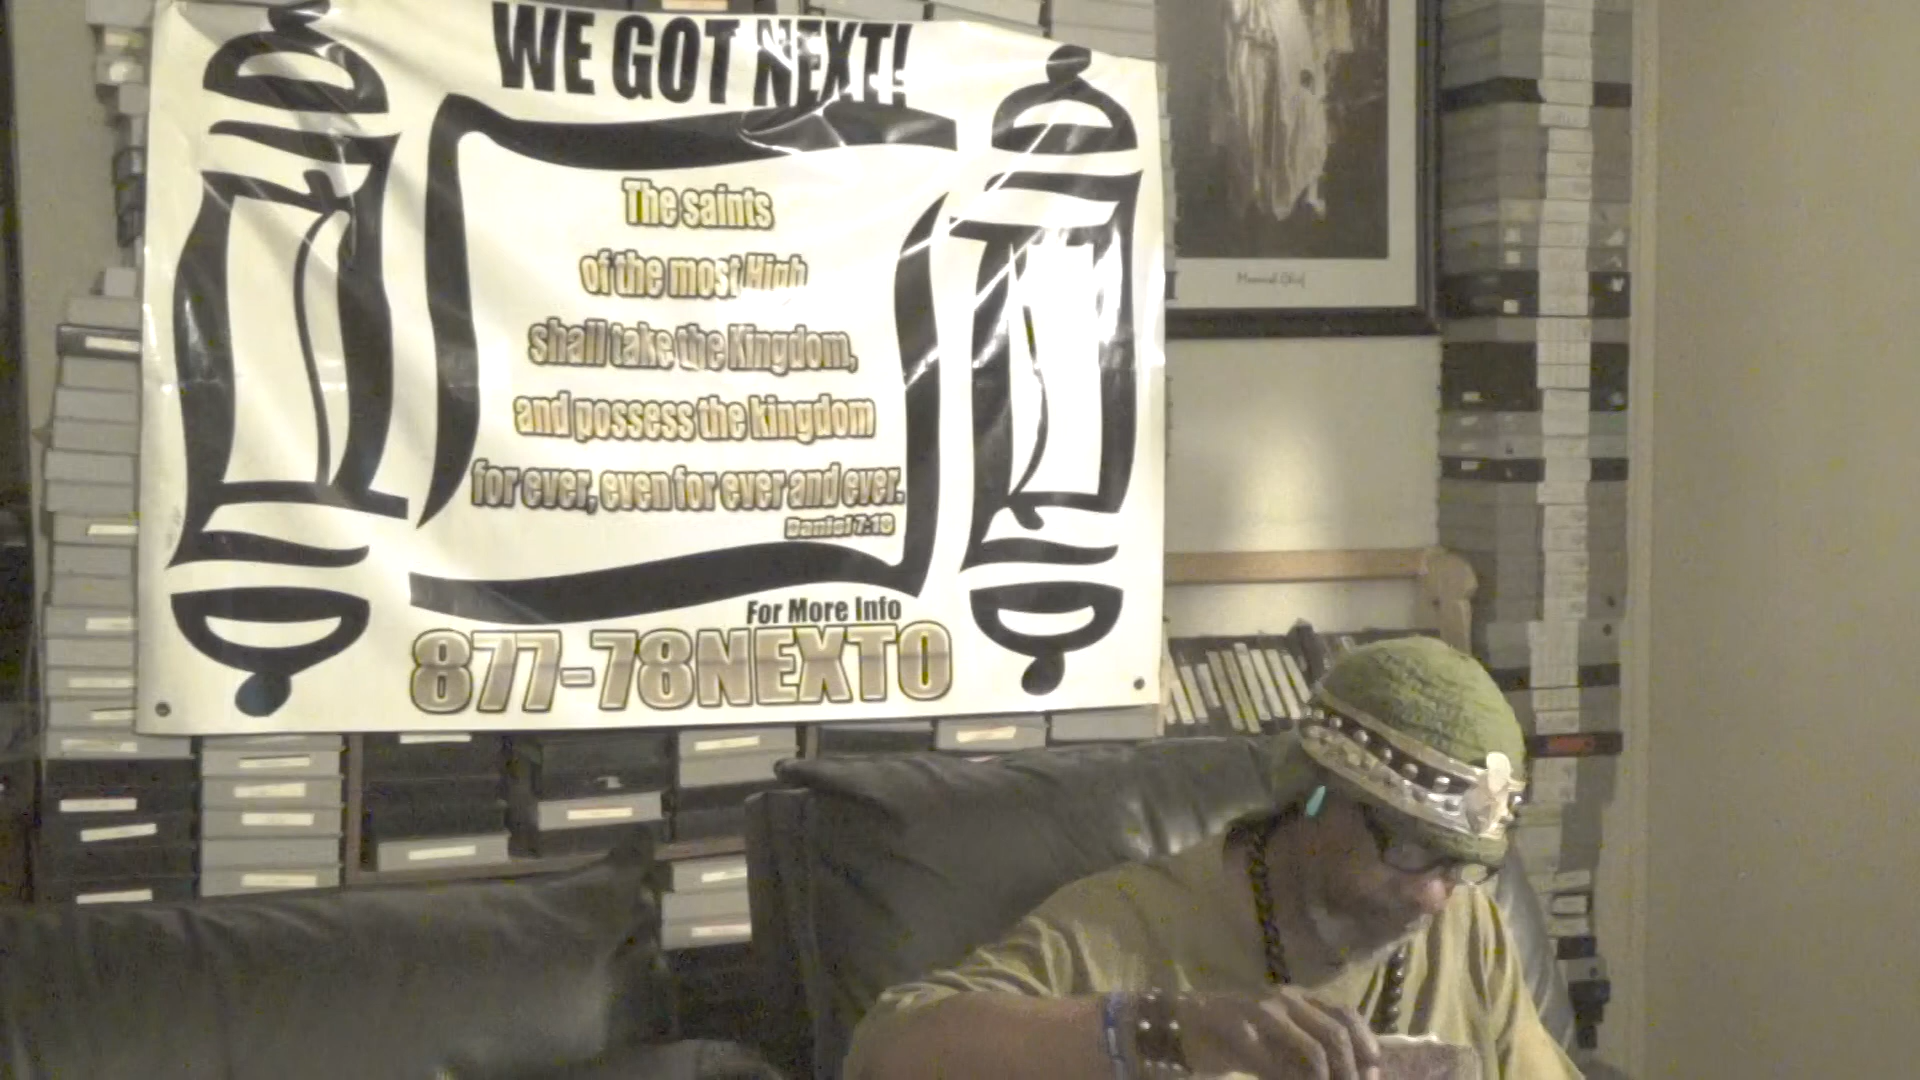 WE GOT NEXT!
The saints
of the most High
shall take the Kingdom,
and possess the kingdom
for ever, even for ever and ever.
Daniel 7:18
For More Info
877-78NEXT0